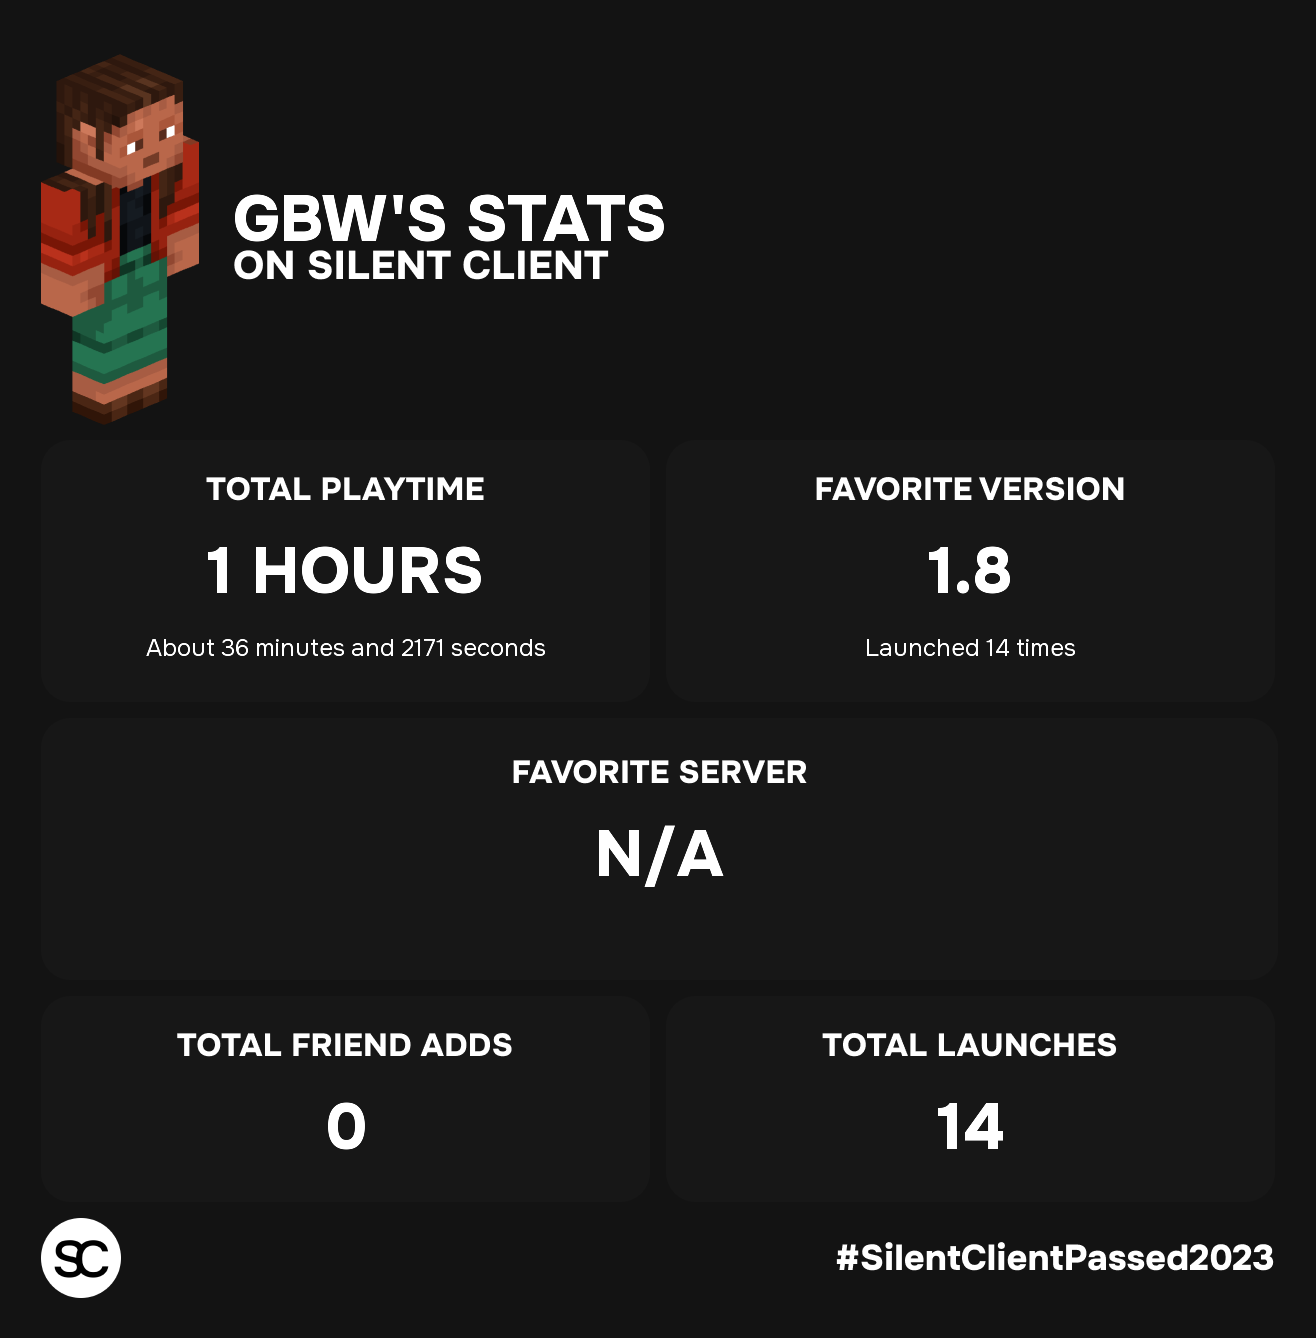 GBW'S STATS
ON SILENT CLIENT
TOTAL PLAYTIME
1 HOURS
About 36 minutes and 2171 seconds
FAVORITE VERSION
1.8
Launched 14 times
FAVORITE SERVER
N/A
TOTAL FRIEND ADDS
0
TOTAL LAUNCHES
14
SC
#SilentClientPassed2023